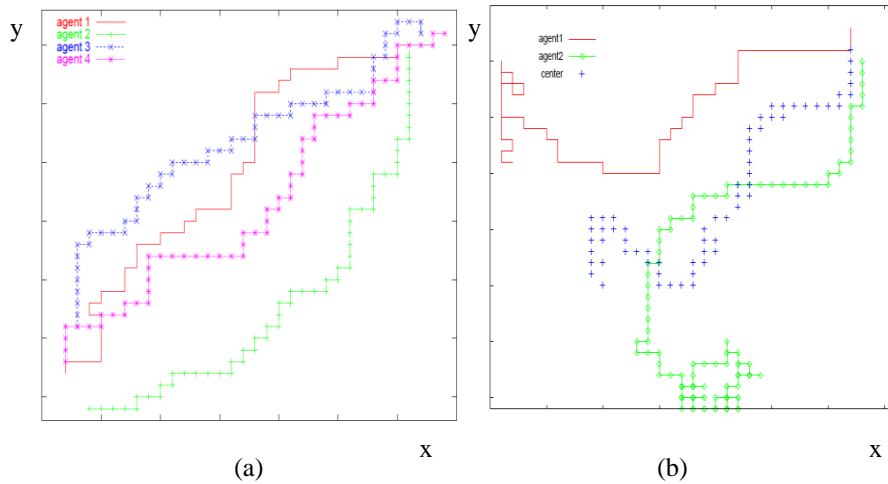 y
agent 1
agent 2
agent 3
agent 4
x
(a)
y
agent1
agent2
center
x
(b)